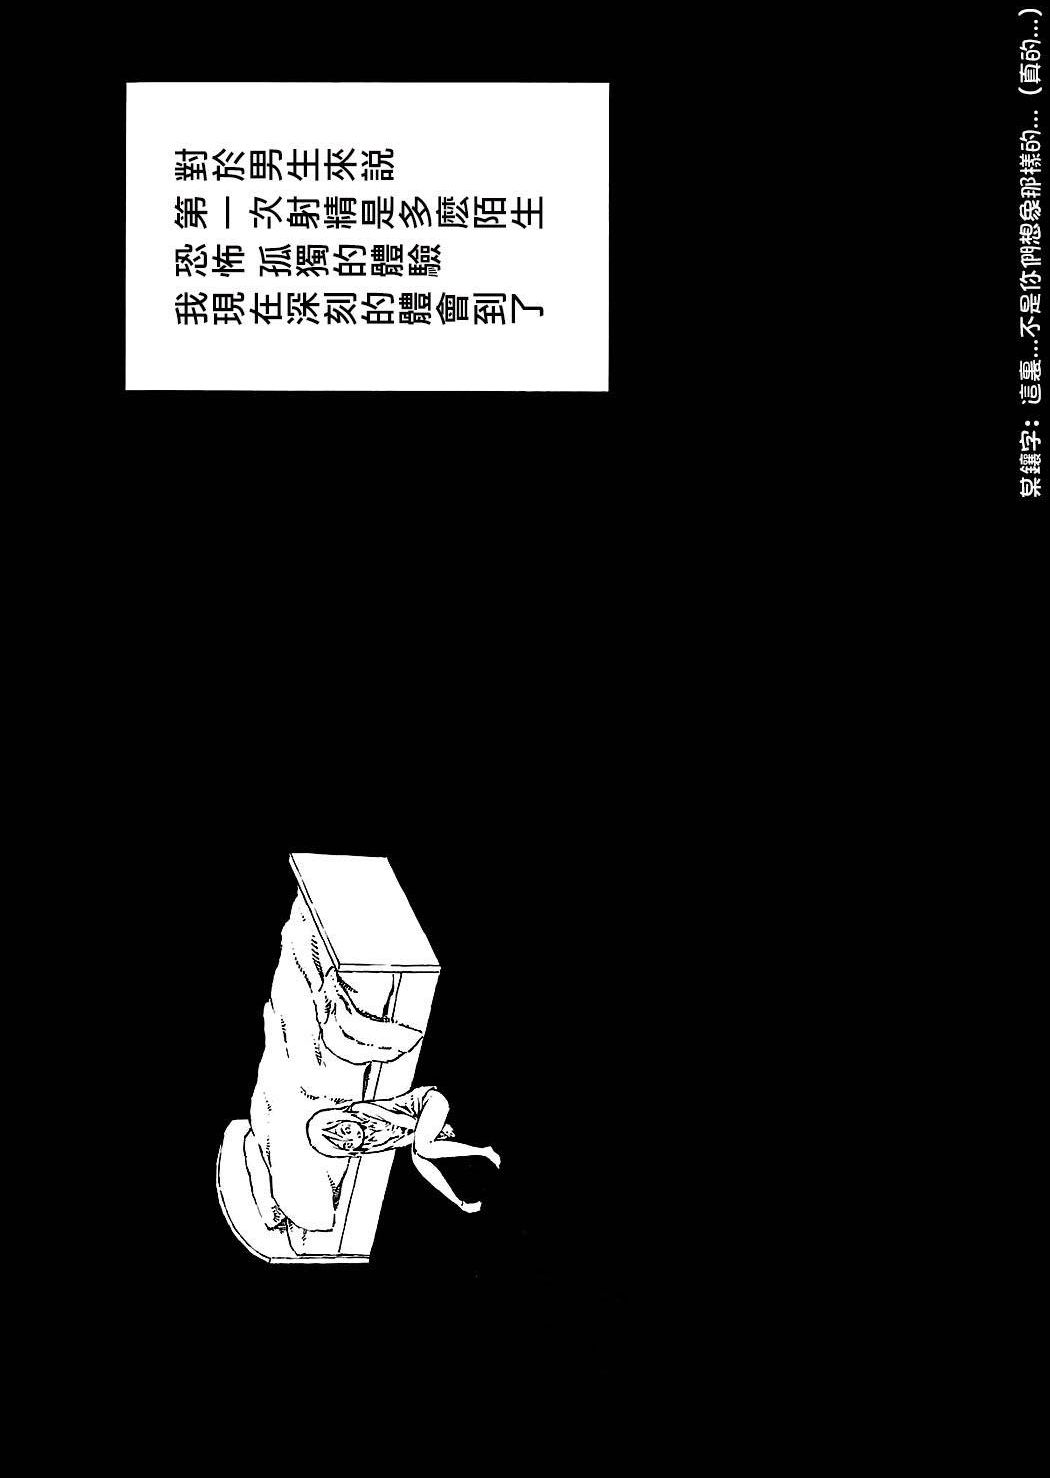 對於男生來説
第一次射精是多麽陌生
恐怖 孤獨的體驗
我現在深刻的體會到了
某鑲字：這裏...不是你們想象那樣的...（真的...）